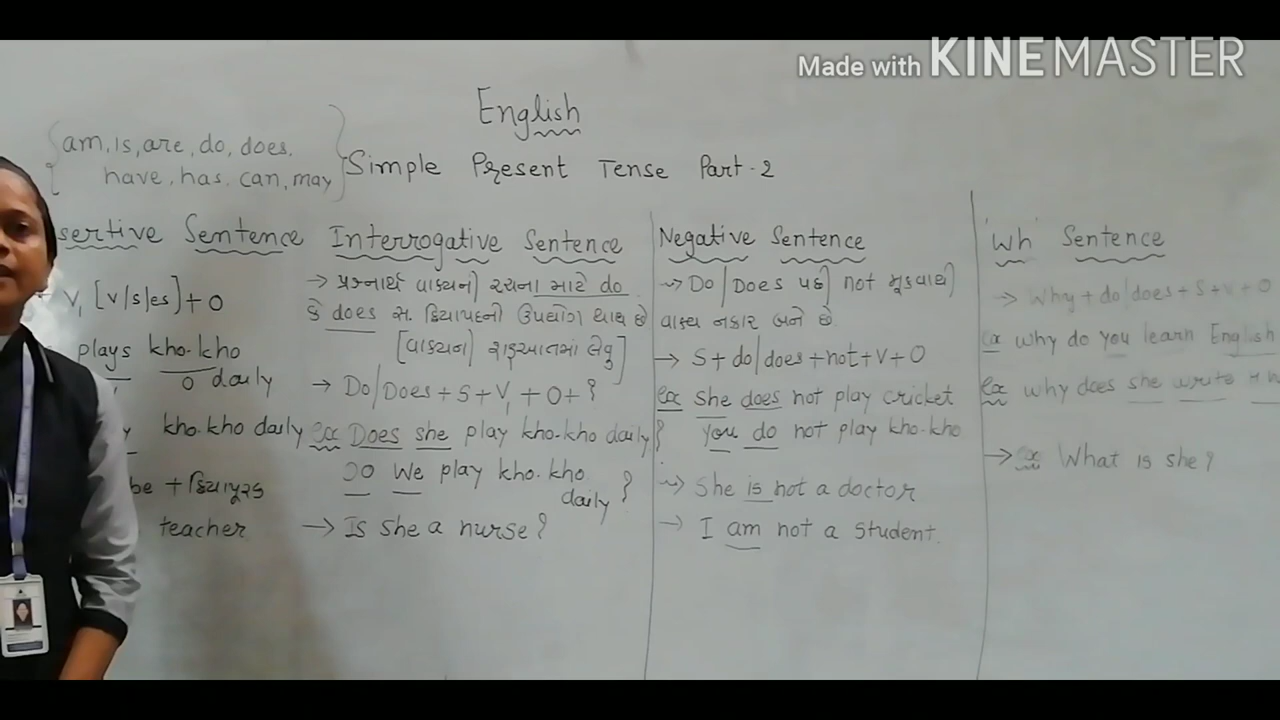 Made with KINEMASTER
English
am, is, are, do, does,
have, has, can, may
Simple Present Tense Part-2
sertive Sentence
V₁ [v/s/es] + O
plays kho-kho
O daily
kho-kho daily
be + ક્રિયાપૂરક
teacher
Interrogative Sentence
→ પ્રશ્નાર્થ વાક્યની રચના માટે do
કે does સ. ક્રિયાપદનો ઉપયોગ થાય છે
[વાક્યની શરૂઆતમાં લેવુ]
→ Do/Does + S + V₁ + O + ?
ex Does she play kho-kho daily?
Do We play kho-kho
daily ?
→ Is she a nurse?
Negative Sentence
→ Do/Does પછી not મૂકવાથી
વાક્ય નકાર બને છે
→ S + do/does + not + V + O
ex She does not play cricket
you do not play kho-kho
→ She is not a doctor
→ I am not a student.
'Wh' Sentence
→ Why + do/does + S + V + O
ex why do you learn English
ex why does she write
→ ex What is she?